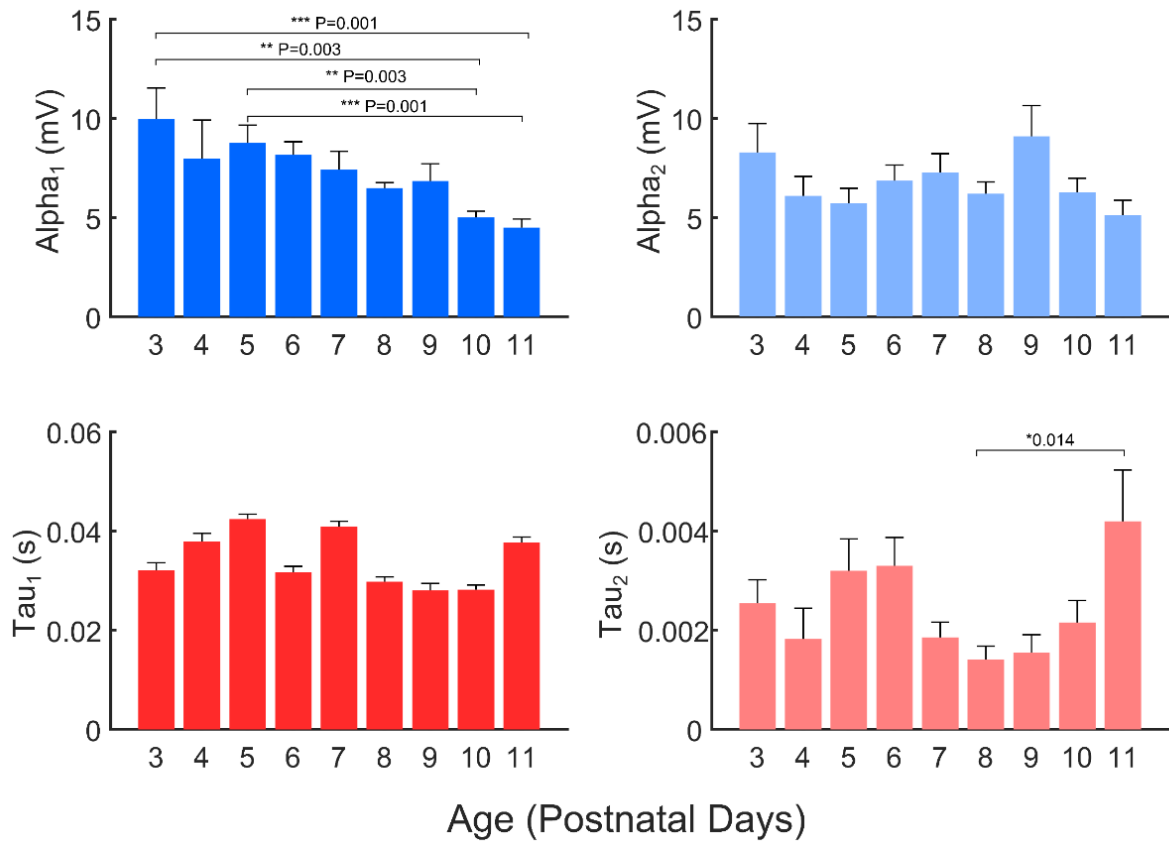 *** P=0.001
** P=0.003
** P=0.003
*** P=0.001
15
10
5
0
Alpha₁ (mV)
3 4 5 6 7 8 9 10 11
15
10
5
0
Alpha₂ (mV)
3 4 5 6 7 8 9 10 11
0.06
0.04
0.02
0
Tau₁ (s)
3 4 5 6 7 8 9 10 11
*0.014
0.006
0.004
0.002
0
Tau₂ (s)
3 4 5 6 7 8 9 10 11
Age (Postnatal Days)